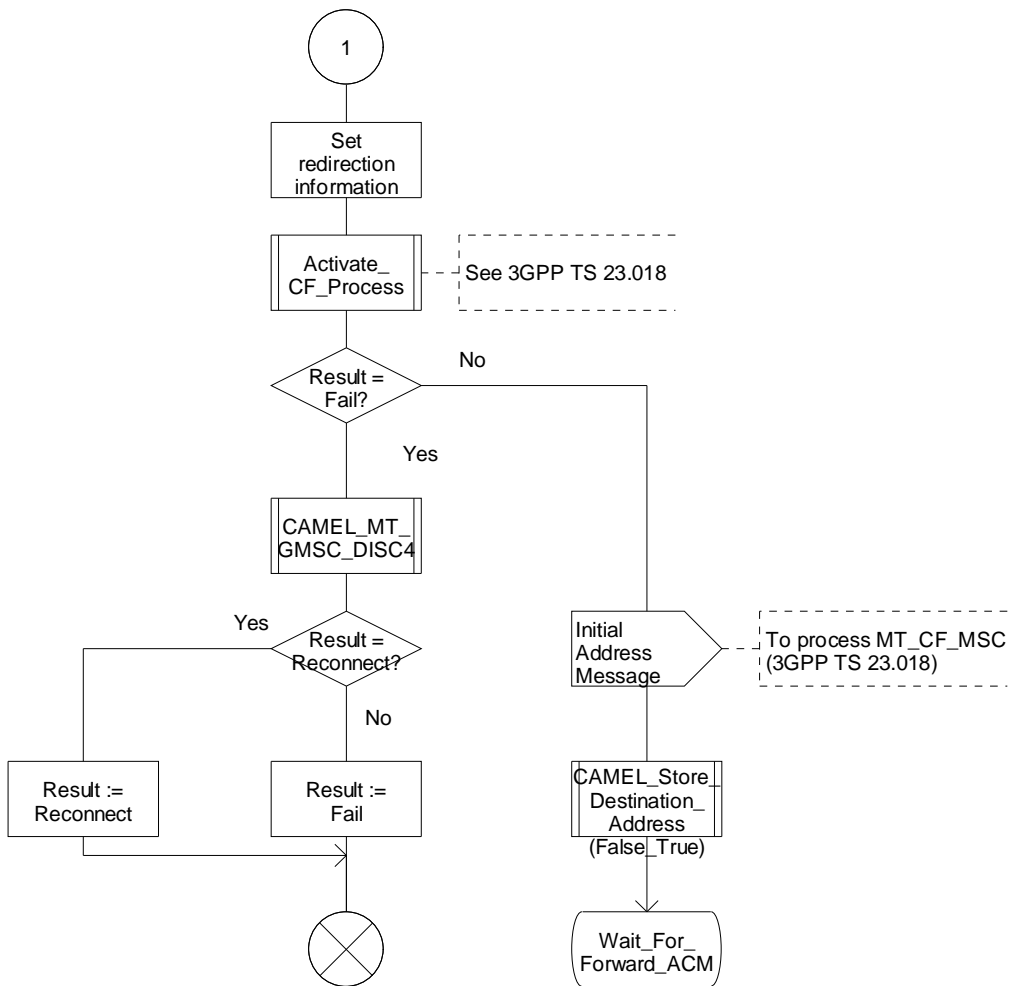 1
Set
redirection
information
Activate_
CF_Process
See 3GPP TS 23.018
Result =
Fail?
No
Yes
CAMEL_MT_
GMSC_DISC4
Result =
Reconnect?
Yes
No
Initial
Address
Message
To process MT_CF_MSC
(3GPP TS 23.018)
Result :=
Reconnect
Result :=
Fail
CAMEL_Store_
Destination_
Address
(False_True)
Wait_For_
Forward_ACM